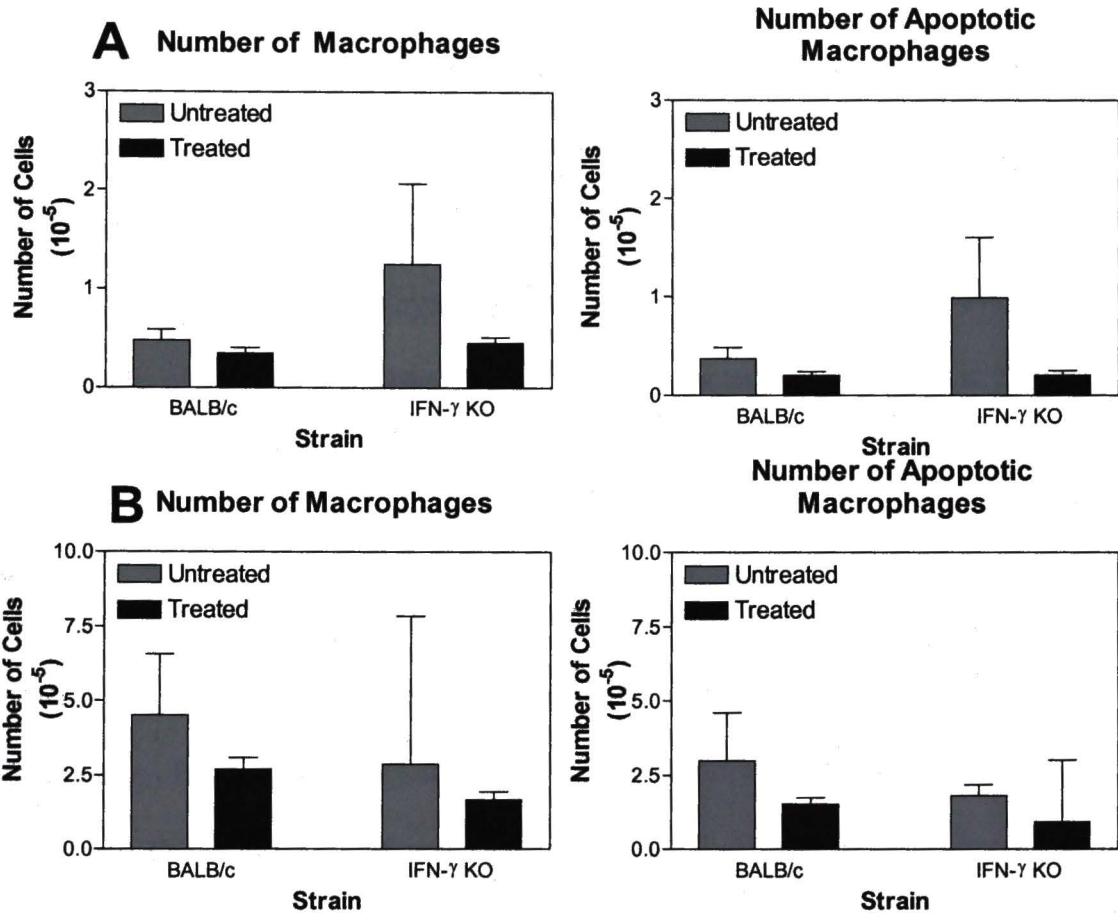 A Number of Macrophages
Number of Cells
(10⁻⁵)
3
2
1
0
Untreated
Treated
BALB/c
IFN-γ KO
Strain
Number of Apoptotic
Macrophages
Number of Cells
(10⁻⁵)
3
2
1
0
Untreated
Treated
BALB/c
IFN-γ KO
Strain
B Number of Macrophages
Number of Cells
(10⁻⁵)
10.0
7.5
5.0
2.5
0.0
Untreated
Treated
BALB/c
IFN-γ KO
Strain
Number of Apoptotic
Macrophages
Number of Cells
(10⁻⁵)
10.0
7.5
5.0
2.5
0.0
Untreated
Treated
BALB/c
IFN-γ KO
Strain